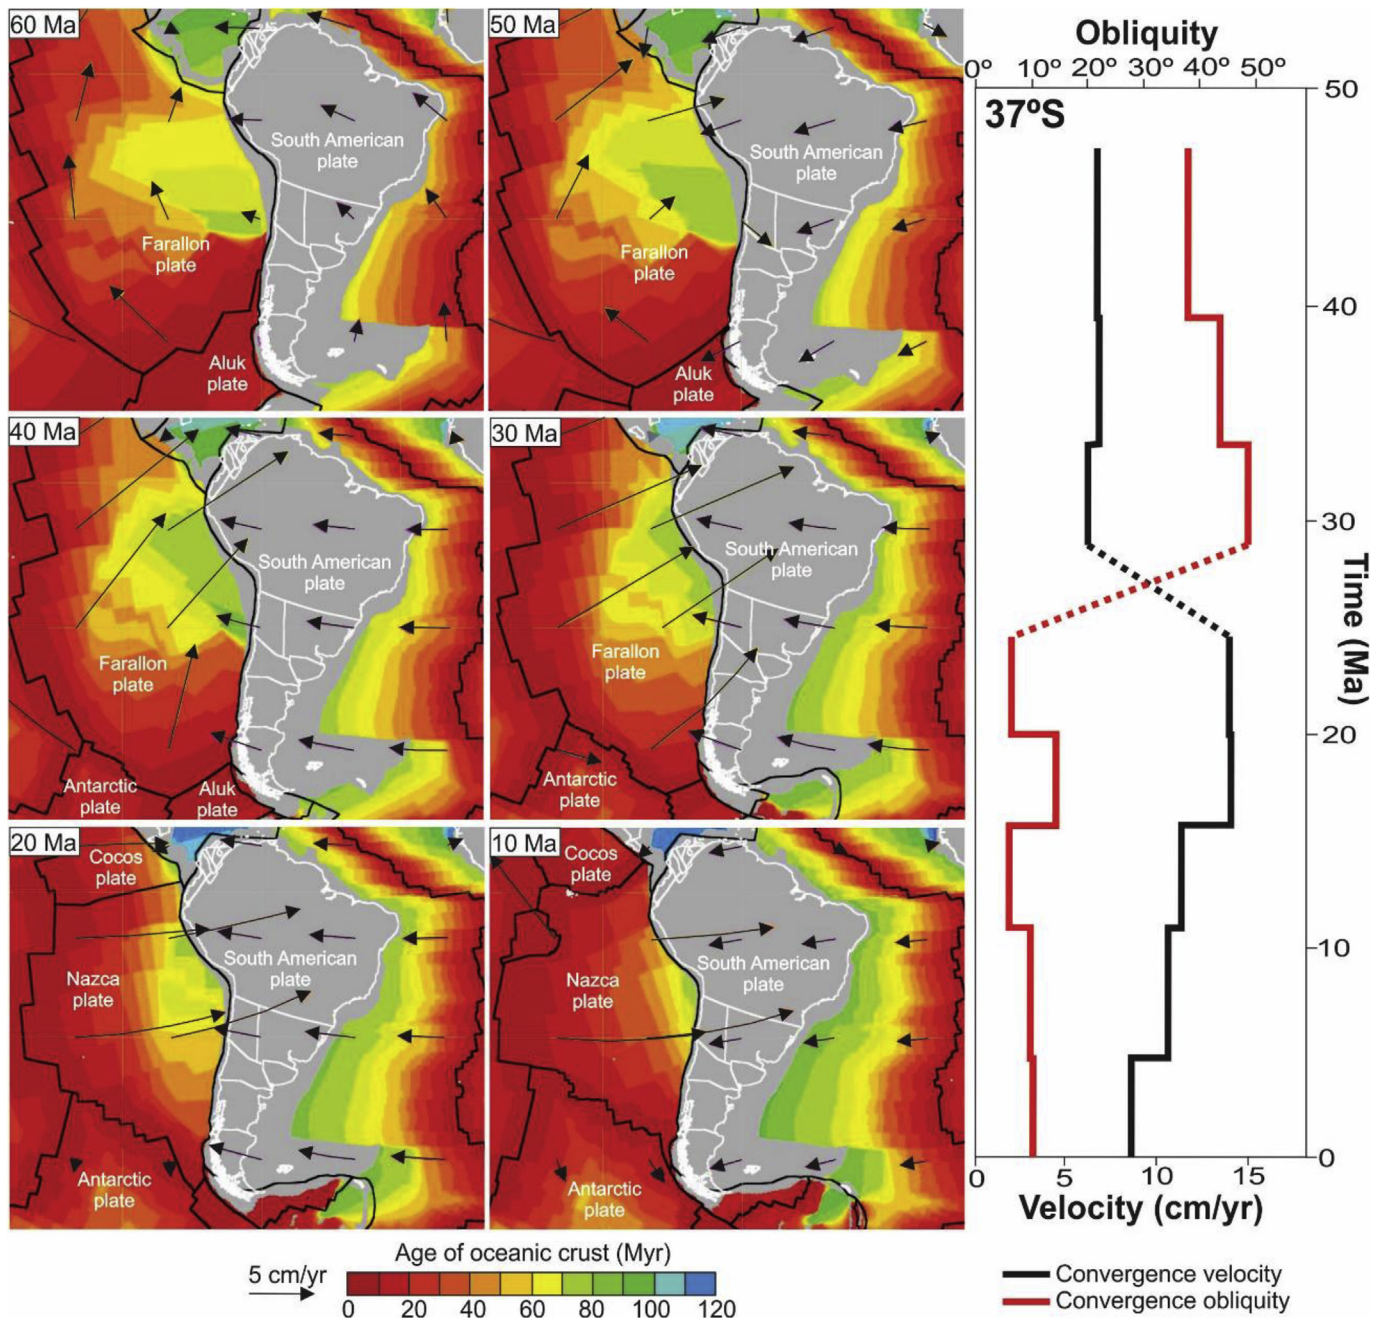 60 Ma
South American
plate
Farallon
plate
Aluk
plate
50 Ma
South American
plate
Farallon
plate
Aluk
plate
40 Ma
South American
plate
Farallon
plate
Antarctic
plate
Aluk
plate
30 Ma
South American
plate
Farallon
plate
Antarctic
plate
20 Ma
Cocos
plate
South American
plate
Nazca
plate
Antarctic
plate
10 Ma
Cocos
plate
South American
plate
Nazca
plate
Antarctic
plate
5 cm/yr
Age of oceanic crust (Myr)
0 20 40 60 80 100 120
Obliquity
0º 10º 20º 30º 40º 50º
37ºS
50
40
30
20
10
0
Time (Ma)
0 5 10 15
Velocity (cm/yr)
Convergence velocity
Convergence obliquity